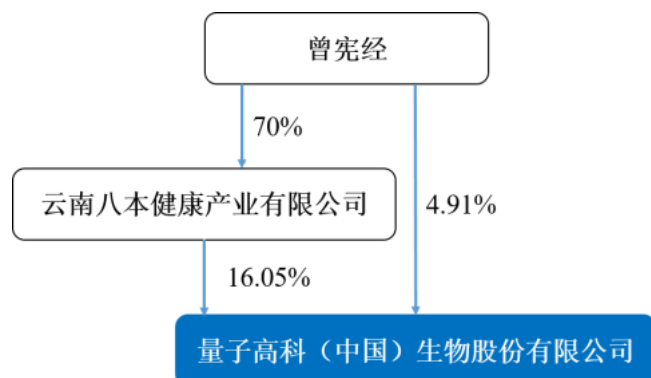 曾宪经
70%
云南八本健康产业有限公司
4.91%
16.05%
量子高科（中国）生物股份有限公司